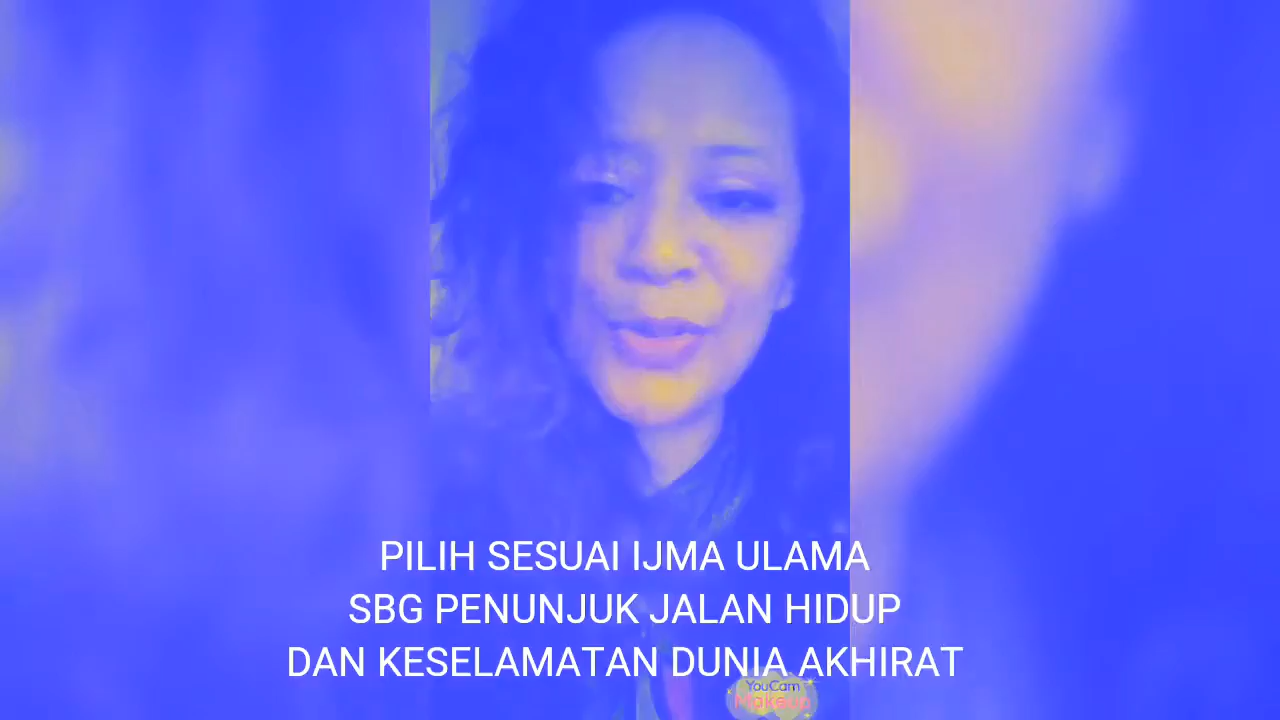 PILIH SESUAI IJMA ULAMA
SBG PENUNJUK JALAN HIDUP
DAN KESELAMATAN DUNIA AKHIRAT
YouCam
Makeup